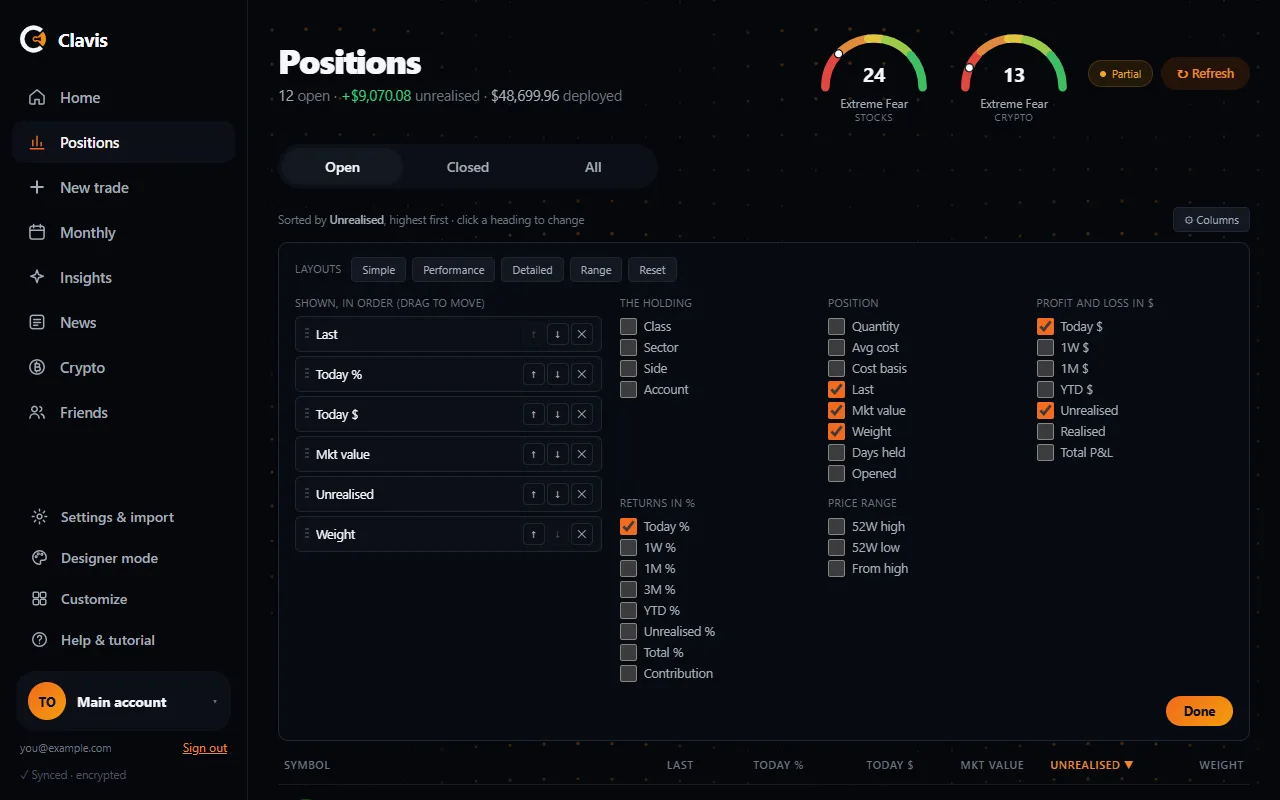 Clavis
Home
Positions
New trade
Monthly
Insights
News
Crypto
Friends
Settings & import
Designer mode
Customize
Help & tutorial
TO Main account
you@example.com Sign out
✓ Synced · encrypted
Positions
12 open · +$9,070.08 unrealised · $48,699.96 deployed
24
Extreme Fear
STOCKS
13
Extreme Fear
CRYPTO
Partial
↻ Refresh
Open Closed All
Sorted by Unrealised, highest first · click a heading to change
⚙ Columns
LAYOUTS Simple Performance Detailed Range Reset
SHOWN, IN ORDER (DRAG TO MOVE)
Last ↑ ↓ ✕
Today % ↑ ↓ ✕
Today $ ↑ ↓ ✕
Mkt value ↑ ↓ ✕
Unrealised ↑ ↓ ✕
Weight ↑ ↓ ✕
THE HOLDING
Class
Sector
Side
Account
POSITION
Quantity
Avg cost
Cost basis
Last
Mkt value
Weight
Days held
Opened
PROFIT AND LOSS IN $
Today $
1W $
1M $
YTD $
Unrealised
Realised
Total P&L
RETURNS IN %
Today %
1W %
1M %
3M %
YTD %
Unrealised %
Total %
Contribution
PRICE RANGE
52W high
52W low
From high
Done
SYMBOL LAST TODAY % TODAY $ MKT VALUE UNREALISED ▼ WEIGHT